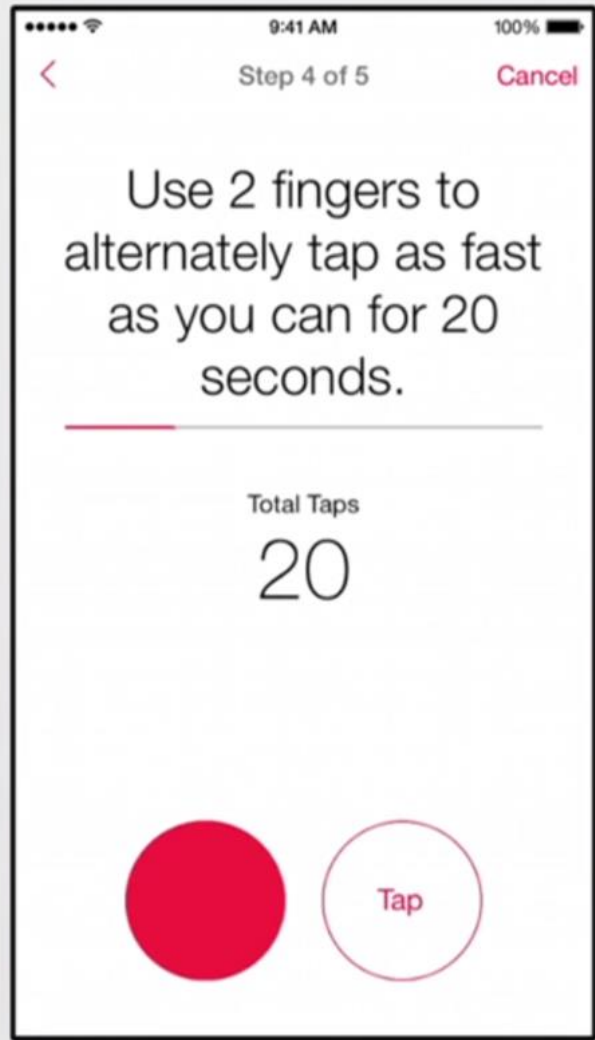 9:41 AM 100%
Step 4 of 5 Cancel
Use 2 fingers to
alternately tap as fast
as you can for 20
seconds.
Total Taps
20
Tap